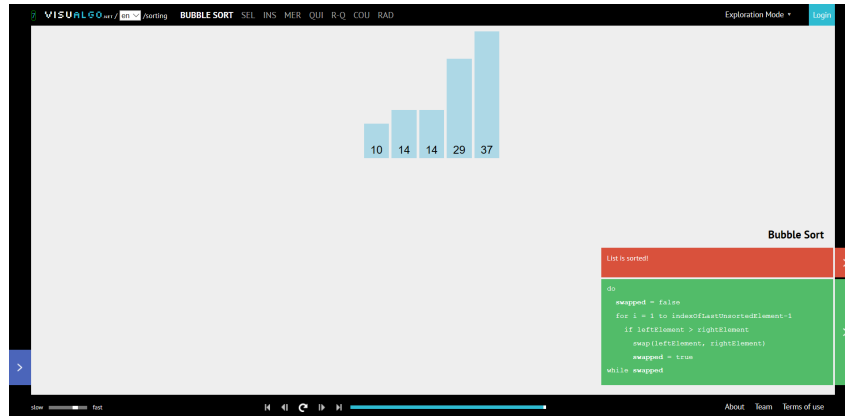 7 VISUALGO.NET / en /sorting BUBBLE SORT SEL INS MER QUI R-Q COU RAD Exploration Mode Login
10 14 14 29 37
Bubble Sort
List is sorted!
do
swapped = false
for i = 1 to indexOfLastUnsortedElement-1
if leftElement > rightElement
swap(leftElement, rightElement)
swapped = true
while swapped
slow fast About Team Terms of use